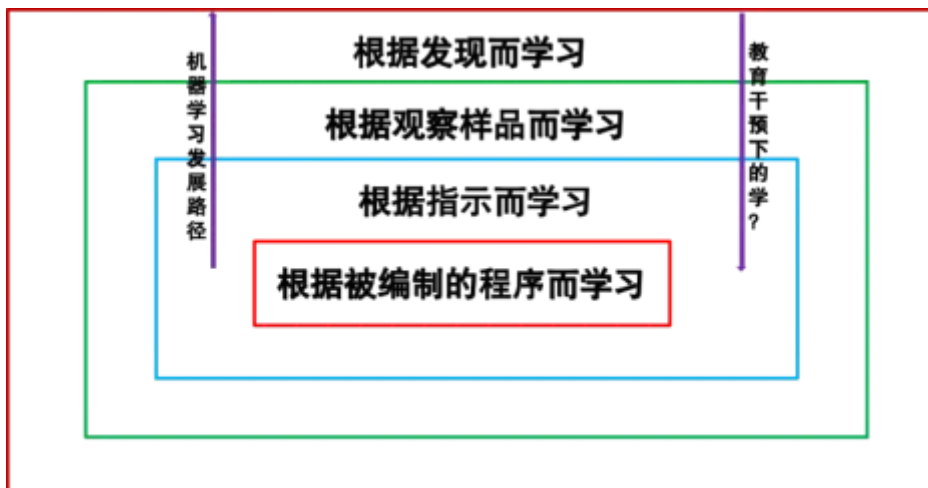 根据发现而学习
根据观察样品而学习
根据指示而学习
根据被编制的程序而学习
机器学习发展路径
教育干预下的学？